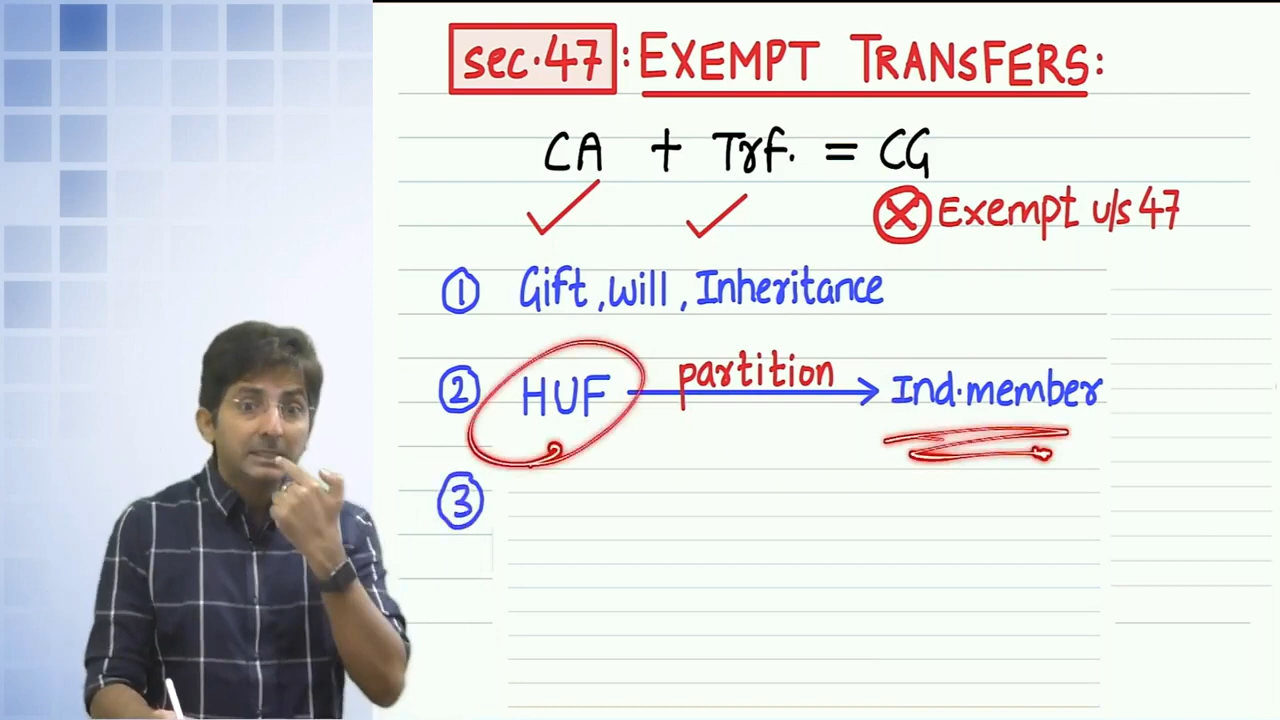 sec.47 : EXEMPT TRANSFERS:
CA + Trf. = CG
Exempt u/s 47
① Gift, will, Inheritance
② HUF partition Ind.member
③